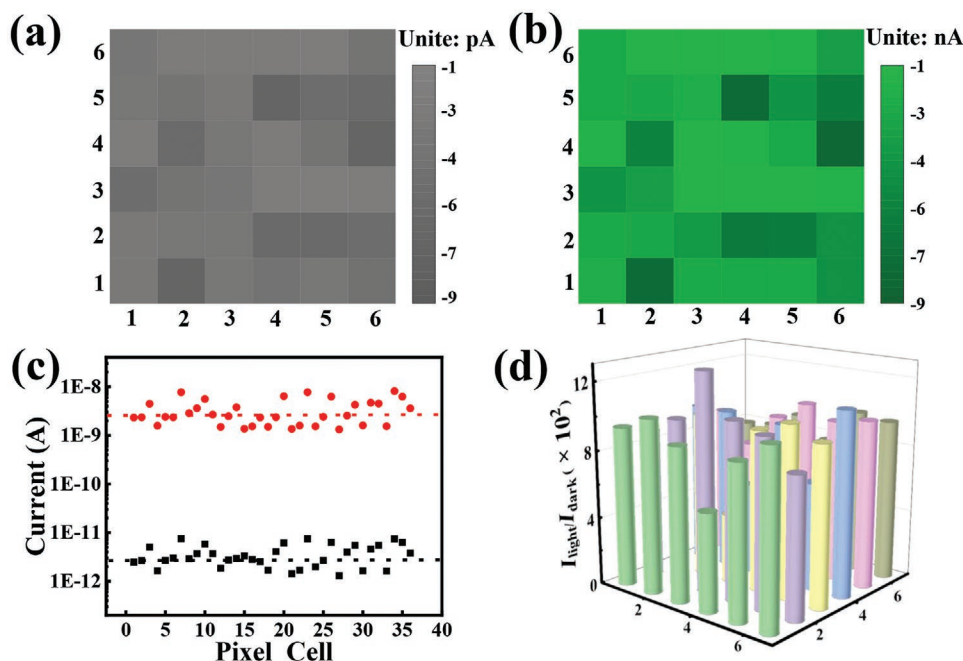 (a)
Unite: pA
6
5
4
3
2
1
1 2 3 4 5 6
-1
-3
-4
-6
-7
-9
(b)
Unite: nA
6
5
4
3
2
1
1 2 3 4 5 6
-1
-3
-4
-6
-7
-9
(c)
Current (A)
1E-8
1E-9
1E-10
1E-11
1E-12
0 5 10 15 20 25 30 35 40
Pixel Cell
(d)
I_light/I_dark (× 10²)
12
8
4
0
2
4
6
2
4
6